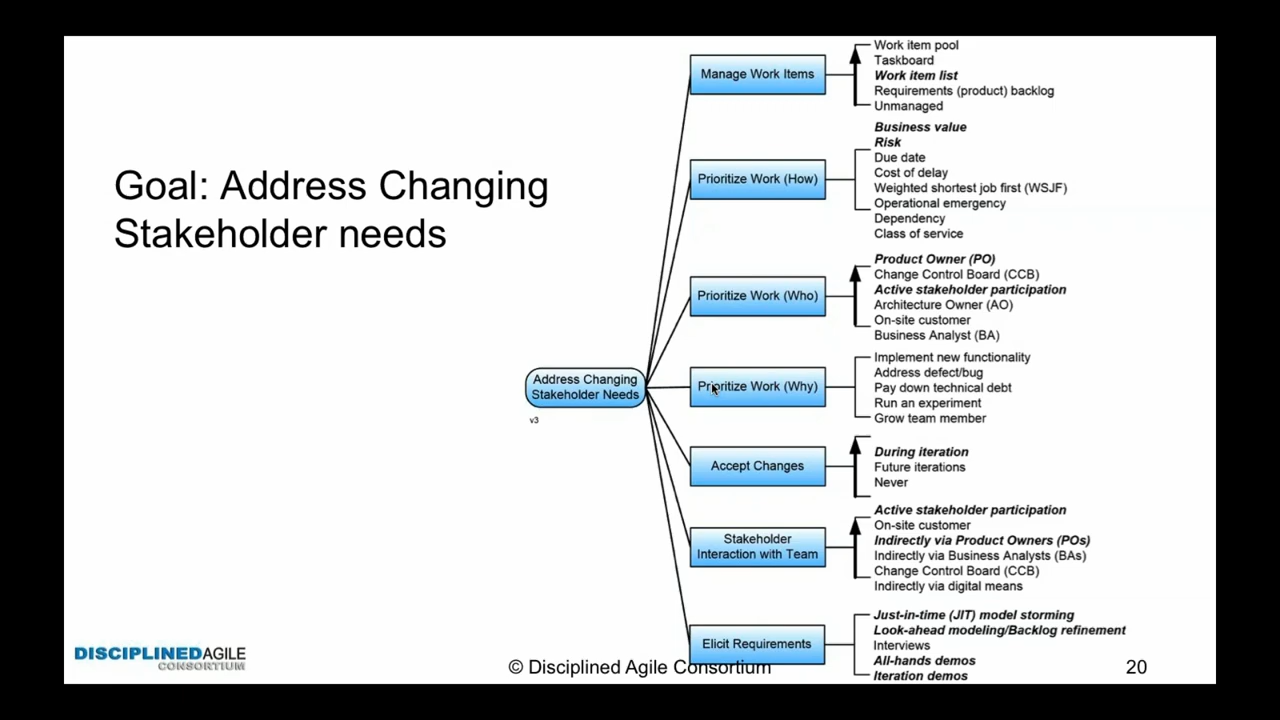 Goal: Address Changing
Stakeholder needs
Address Changing
Stakeholder Needs
v3
Manage Work Items
Work item pool
Taskboard
Work item list
Requirements (product) backlog
Unmanaged
Prioritize Work (How)
Business value
Risk
Due date
Cost of delay
Weighted shortest job first (WSJF)
Operational emergency
Dependency
Class of service
Prioritize Work (Who)
Product Owner (PO)
Change Control Board (CCB)
Active stakeholder participation
Architecture Owner (AO)
On-site customer
Business Analyst (BA)
Prioritize Work (Why)
Implement new functionality
Address defect/bug
Pay down technical debt
Run an experiment
Grow team member
Accept Changes
During iteration
Future iterations
Never
Stakeholder
Interaction with Team
Active stakeholder participation
On-site customer
Indirectly via Product Owners (POs)
Indirectly via Business Analysts (BAs)
Change Control Board (CCB)
Indirectly via digital means
Elicit Requirements
Just-in-time (JIT) model storming
Look-ahead modeling/Backlog refinement
Interviews
All-hands demos
Iteration demos
DISCIPLINEDAGILE
CONSORTIUM
© Disciplined Agile Consortium
20